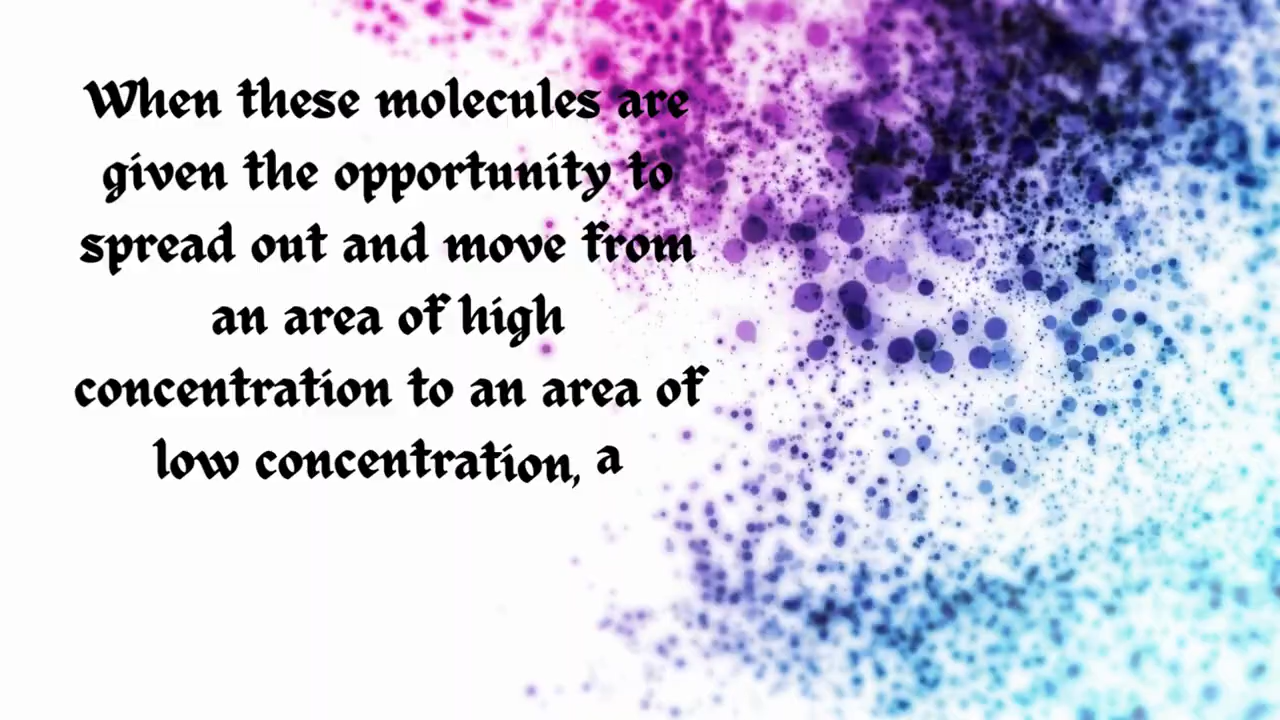 When these molecules are
given the opportunity to
spread out and move from
an area of high
concentration to an area of
low concentration, a